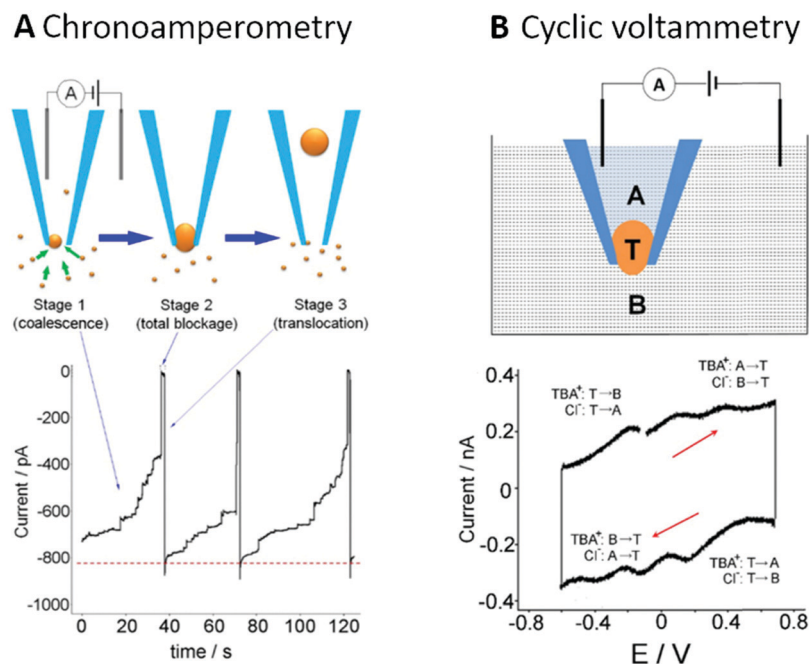 A Chronoamperometry
A
Stage 1
(coalescence)
Stage 2
(total blockage)
Stage 3
(translocation)
0
-200
-400
-600
-800
-1000
Current / pA
0 20 40 60 80 100 120
time / s
B Cyclic voltammetry
A
A
T
B
0.4
0.2
0
-0.2
-0.4
Current / nA
TBA⁺: T→B
Cl⁻: T→A
TBA⁺: A→T
Cl⁻: B→T
TBA⁺: B→T
Cl⁻: A→T
TBA⁺: T→A
Cl⁻: T→B
-0.8 -0.4 0 0.4 0.8
E / V